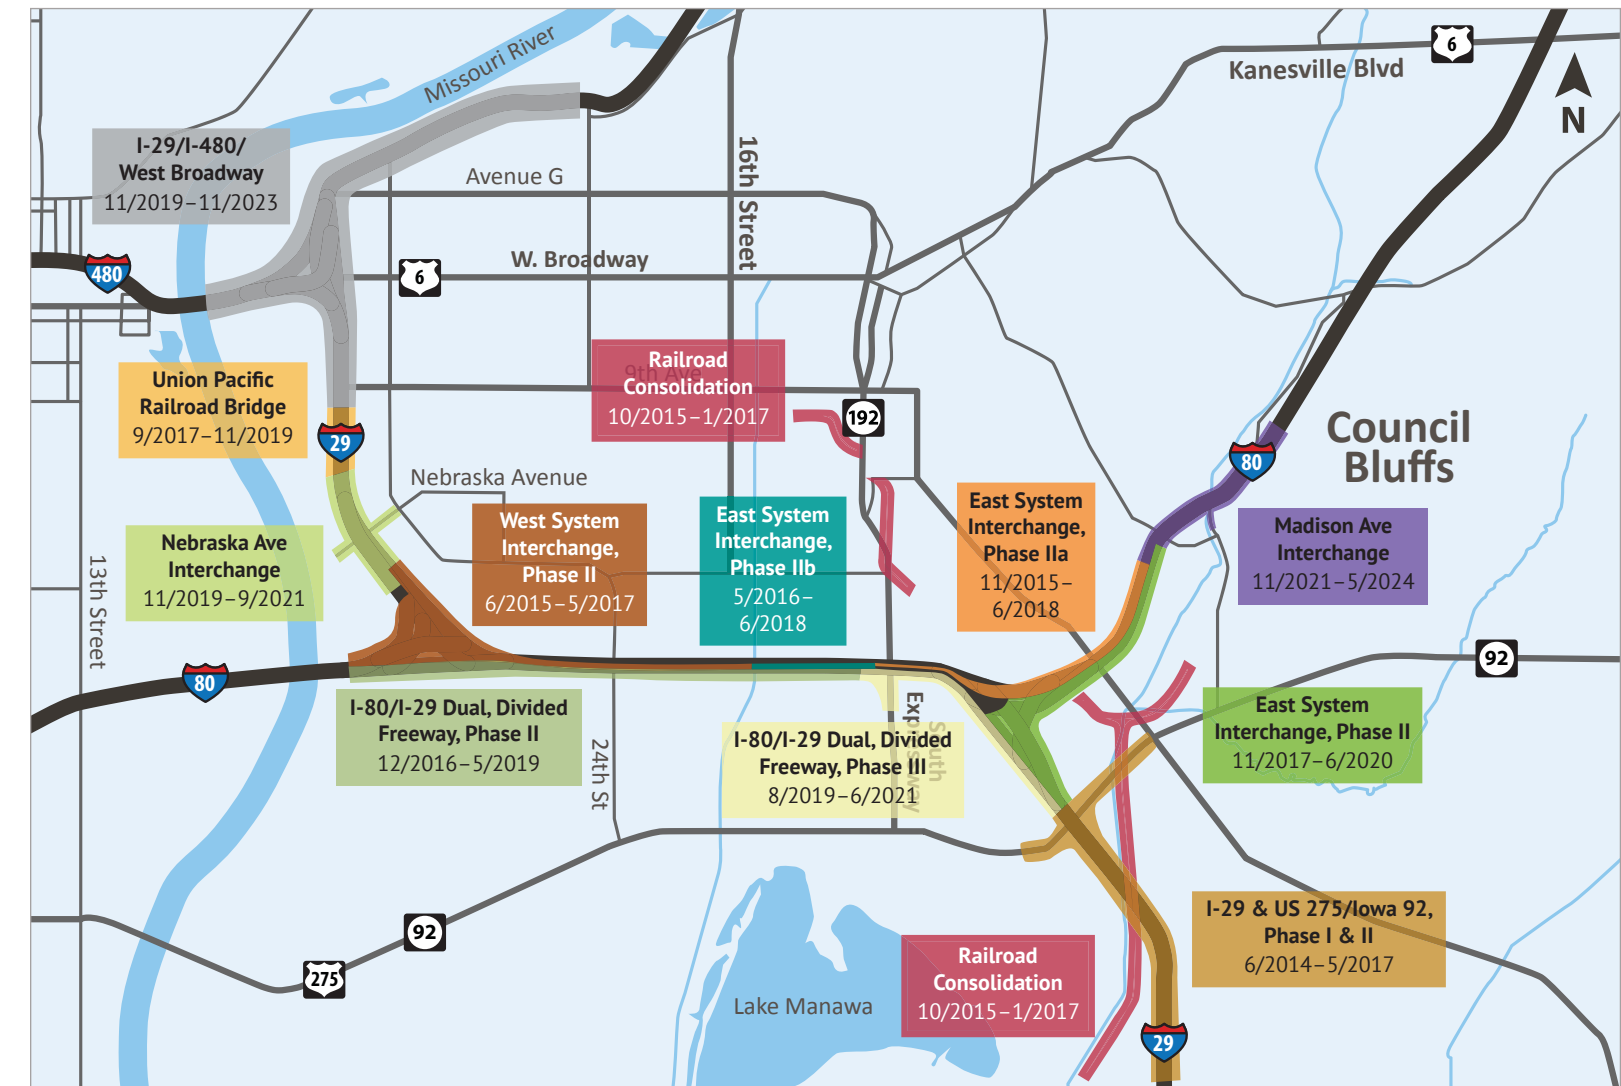 Missouri River
6
Kanesville Blvd
N
I-29/I-480/
West Broadway
11/2019–11/2023
16th Street
Avenue G
480
W. Broadway
6
Union Pacific
Railroad Bridge
9/2017–11/2019
29
Railroad
9th Ave
Consolidation
10/2015–1/2017
192
Council
Bluffs
80
Nebraska Avenue
Nebraska Ave
Interchange
11/2019–9/2021
West System
Interchange,
Phase II
6/2015–5/2017
East System
Interchange,
Phase IIb
5/2016–
6/2018
East System
Interchange,
Phase IIa
11/2015–
6/2018
Madison Ave
Interchange
11/2021–5/2024
13th Street
80
92
I-80/I-29 Dual, Divided
Freeway, Phase II
12/2016–5/2019
24th St
South
Expressway
I-80/I-29 Dual, Divided
Freeway, Phase III
8/2019–6/2021
East System
Interchange, Phase II
11/2017–6/2020
92
275
I-29 & US 275/Iowa 92,
Phase I & II
6/2014–5/2017
Lake Manawa
Railroad
Consolidation
10/2015–1/2017
29